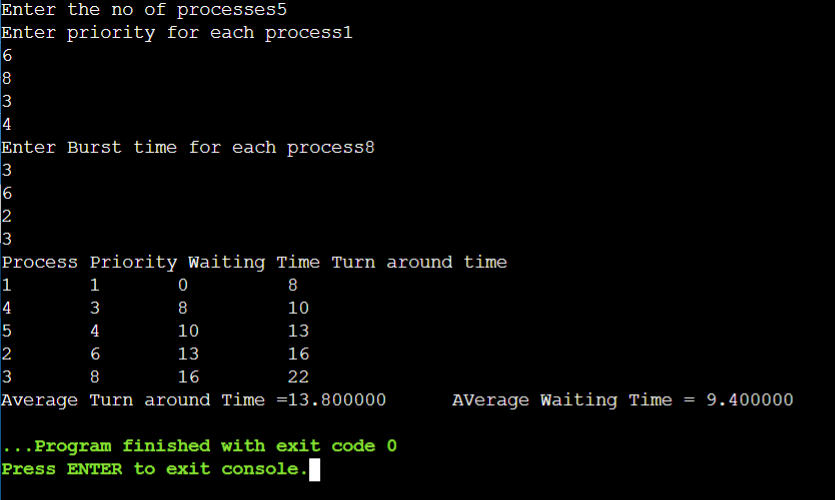 Enter the no of processes5
Enter priority for each process1
6
8
3
4
Enter Burst time for each process8
3
6
2
3
Process Priority Waiting Time Turn around time
1 1 0 8
4 3 8 10
5 4 10 13
2 6 13 16
3 8 16 22
Average Turn around Time =13.800000 AVerage Waiting Time = 9.400000
...Program finished with exit code 0
Press ENTER to exit console.